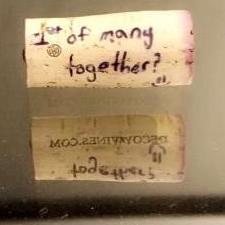 1st of many
together?